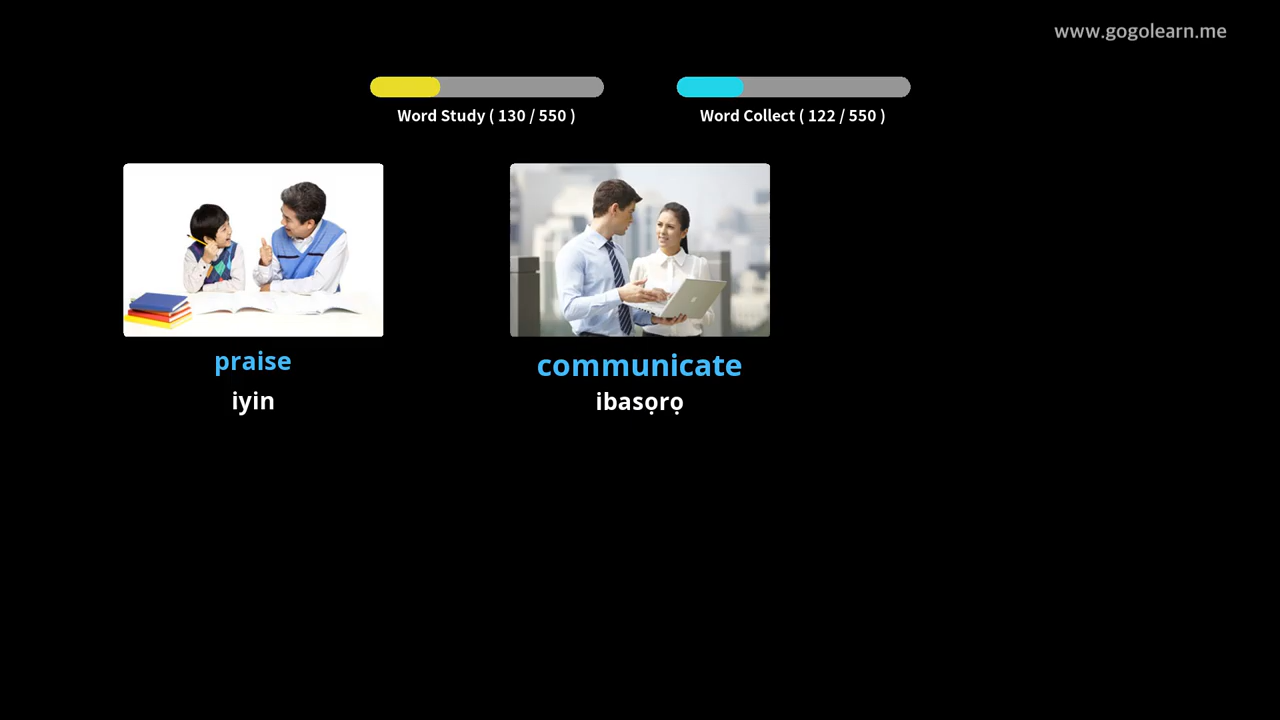 www.gogolearn.me
Word Study ( 130 / 550 )
Word Collect ( 122 / 550 )
praise
iyin
communicate
ibasọrọ